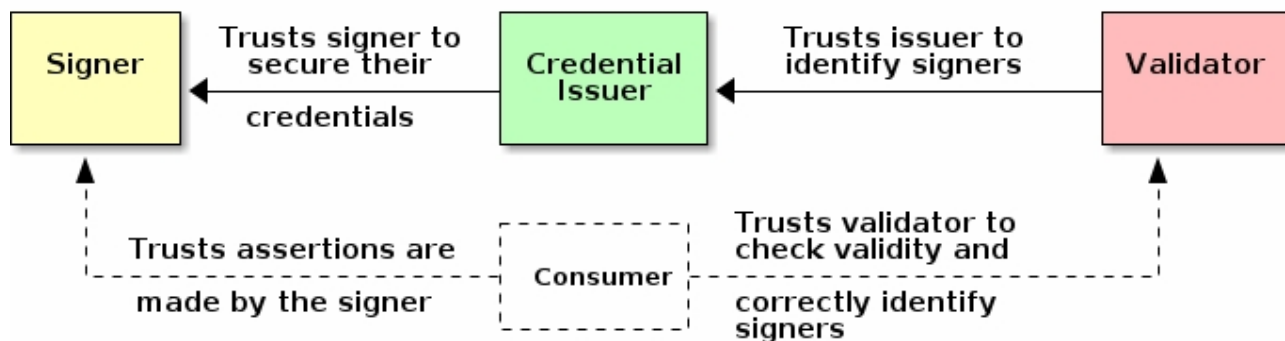 Signer
Trusts signer to
secure their
credentials
Credential
Issuer
Trusts issuer to
identify signers
Validator
Trusts assertions are
made by the signer
Consumer
Trusts validator to
check validity and
correctly identify
signers